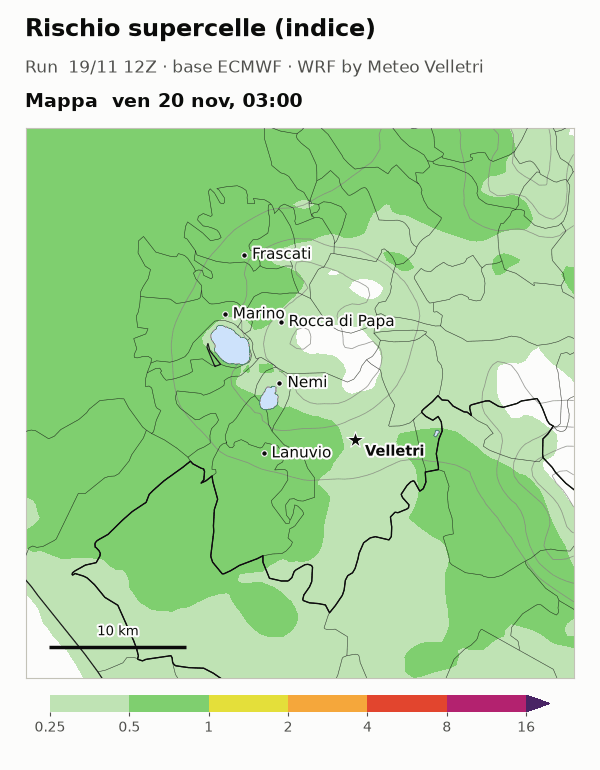 Rischio supercelle (indice)
Run  19/11 12Z · base ECMWF · WRF by Meteo Velletri
Mappa  ven 20 nov, 03:00
Frascati
Marino
Rocca di Papa
Nemi
Velletri
Lanuvio
10 km
0.25 0.5 1 2 4 8 16